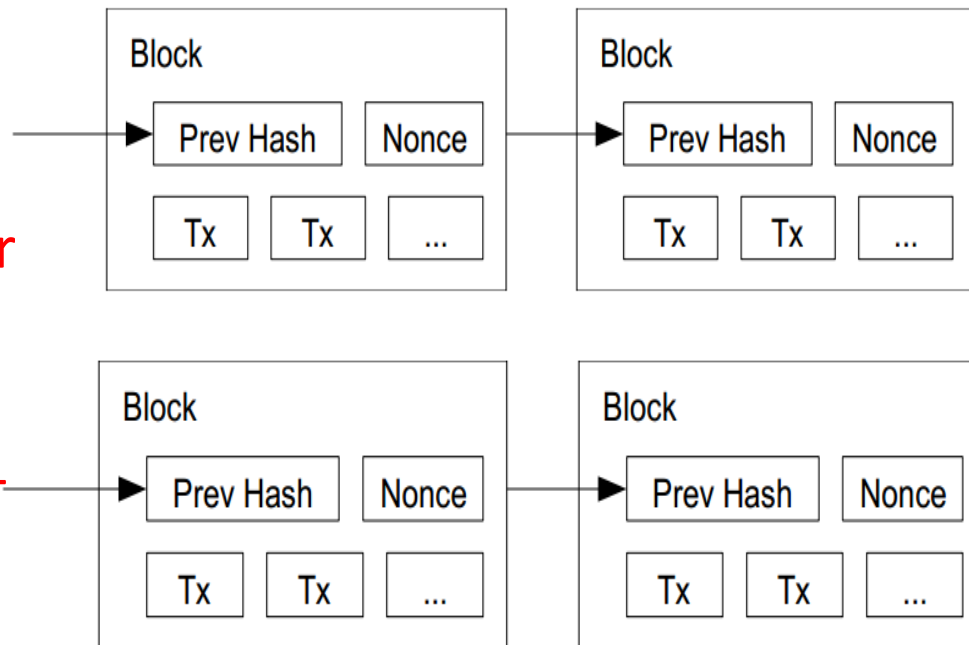 Block Block
Prev Hash Nonce Prev Hash Nonce
Tx Tx ... Tx Tx ...
r
Block Block
Prev Hash Nonce Prev Hash Nonce
Tx Tx ... Tx Tx ...